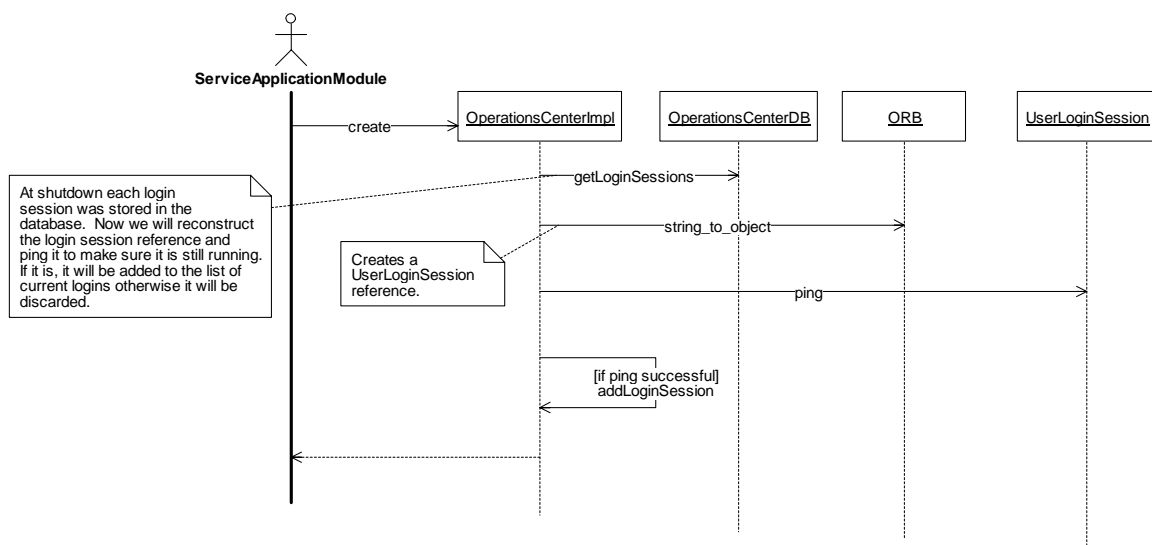 ServiceApplicationModule
OperationsCenterImpl
OperationsCenterDB
ORB
UserLoginSession
create
getLoginSessions
At shutdown each login
session was stored in the
database.  Now we will reconstruct
the login session reference and
ping it to make sure it is still running.
If it is, it will be added to the list of
current logins otherwise it will be
discarded.
string_to_object
Creates a
UserLoginSession
reference.
ping
[if ping successful]
addLoginSession